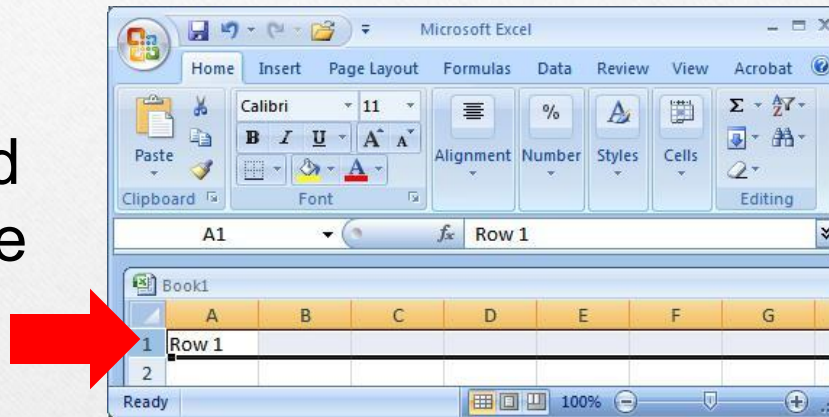 d
e
Microsoft Excel
Home Insert Page Layout Formulas Data Review View Acrobat
Calibri 11
B I U A A
Paste
Alignment Number Styles Cells
Clipboard Font Editing
A1 fx Row 1
Book1
A B C D E F G
1 Row 1
2
Ready 100%